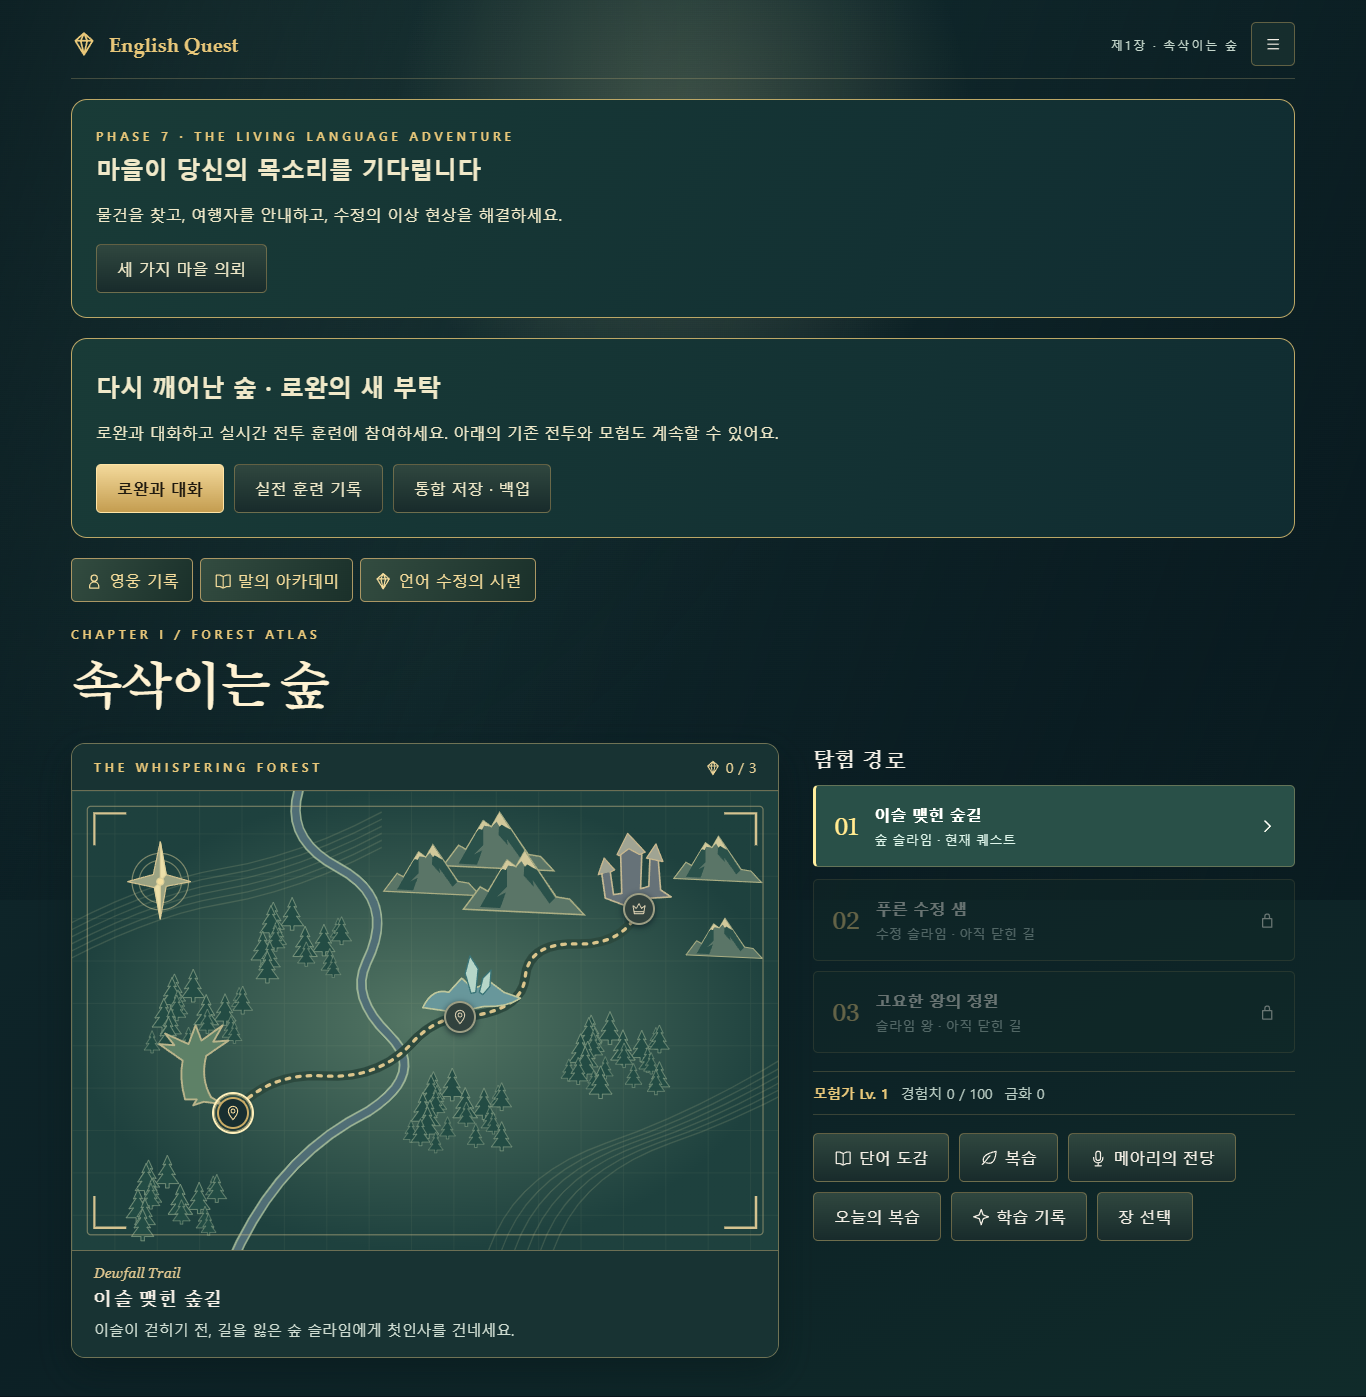 English Quest
제1장 · 속삭이는 숲
PHASE 7 · THE LIVING LANGUAGE ADVENTURE
마을이 당신의 목소리를 기다립니다
물건을 찾고, 여행자를 안내하고, 수정의 이상 현상을 해결하세요.
세 가지 마을 의뢰
다시 깨어난 숲 · 로완의 새 부탁
로완과 대화하고 실시간 전투 훈련에 참여하세요. 아래의 기존 전투와 모험도 계속할 수 있어요.
로완과 대화
실전 훈련 기록
통합 저장 · 백업
영웅 기록
말의 아카데미
언어 수정의 시련
CHAPTER I / FOREST ATLAS
속삭이는 숲
THE WHISPERING FOREST
0 / 3
Dewfall Trail
이슬 맺힌 숲길
이슬이 걷히기 전, 길을 잃은 숲 슬라임에게 첫인사를 건네세요.
탐험 경로
01
이슬 맺힌 숲길
숲 슬라임 · 현재 퀘스트
02
푸른 수정 샘
수정 슬라임 · 아직 닫힌 길
03
고요한 왕의 정원
슬라임 왕 · 아직 닫힌 길
모험가 Lv. 1 경험치 0 / 100 금화 0
단어 도감
복습
메아리의 전당
오늘의 복습
학습 기록
장 선택